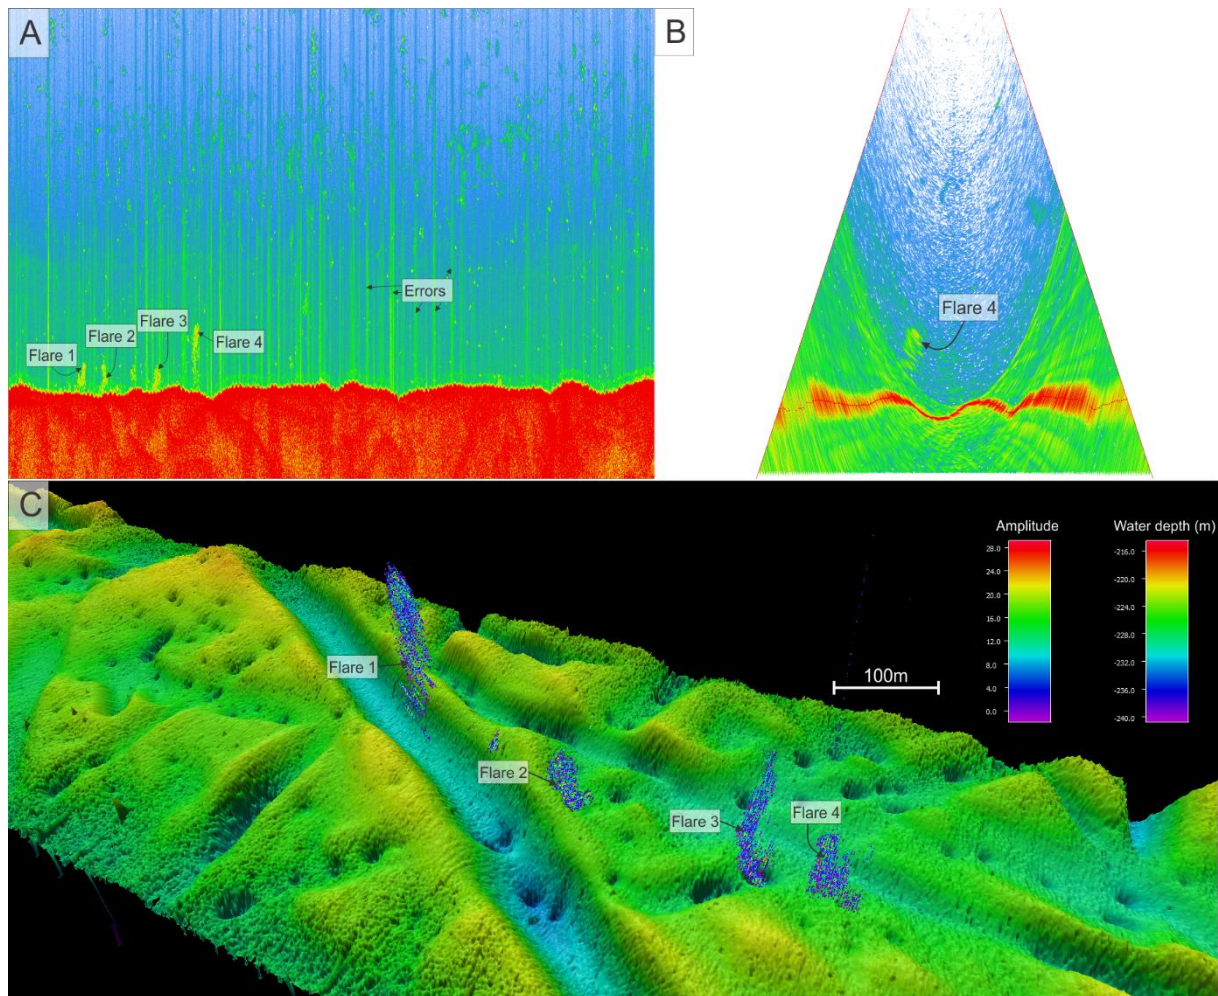 A
B
Errors
Flare 3
Flare 2
Flare 4
Flare 1
Flare 4
C
Amplitude
28.0
24.0
20.0
16.0
12.0
8.0
4.0
0.0
Water depth (m)
-216.0
-220.0
-224.0
-228.0
-232.0
-236.0
-240.0
Flare 1
100m
Flare 2
Flare 3
Flare 4